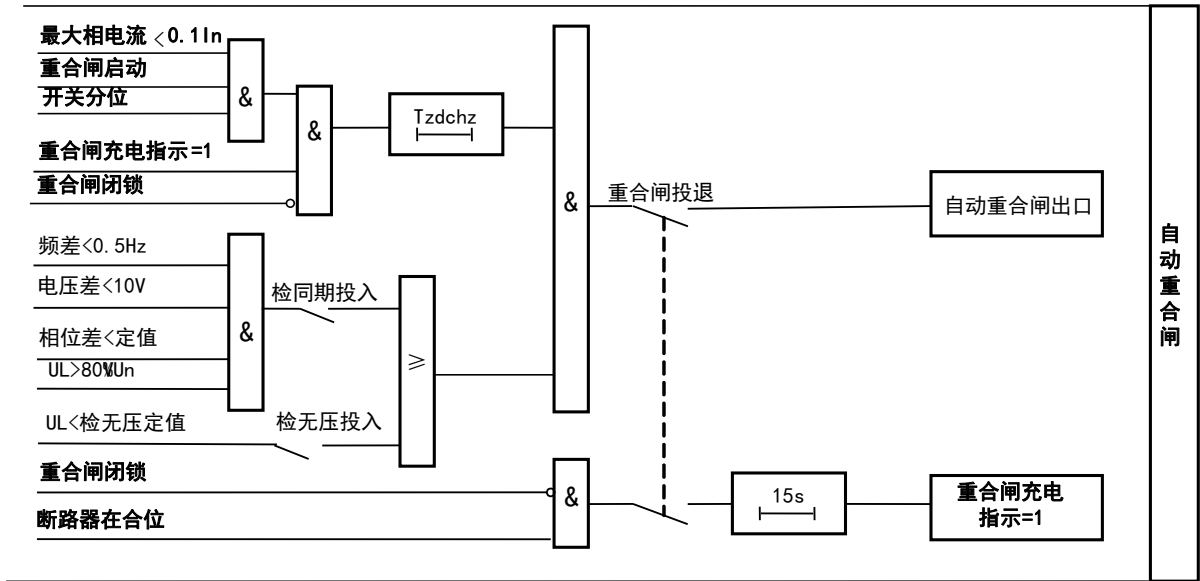 最大相电流 <0.1In
重合闸启动
开关分位
&
&
Tzdchz
重合闸充电指示=1
重合闸闭锁
&
重合闸投退
自动重合闸出口
频差<0.5Hz
电压差<10V
相位差<定值
UL>80%Un
&
检同期投入
≥
UL<检无压定值
检无压投入
重合闸闭锁
断路器在合位
&
15s
重合闸充电
指示=1
自动重合闸